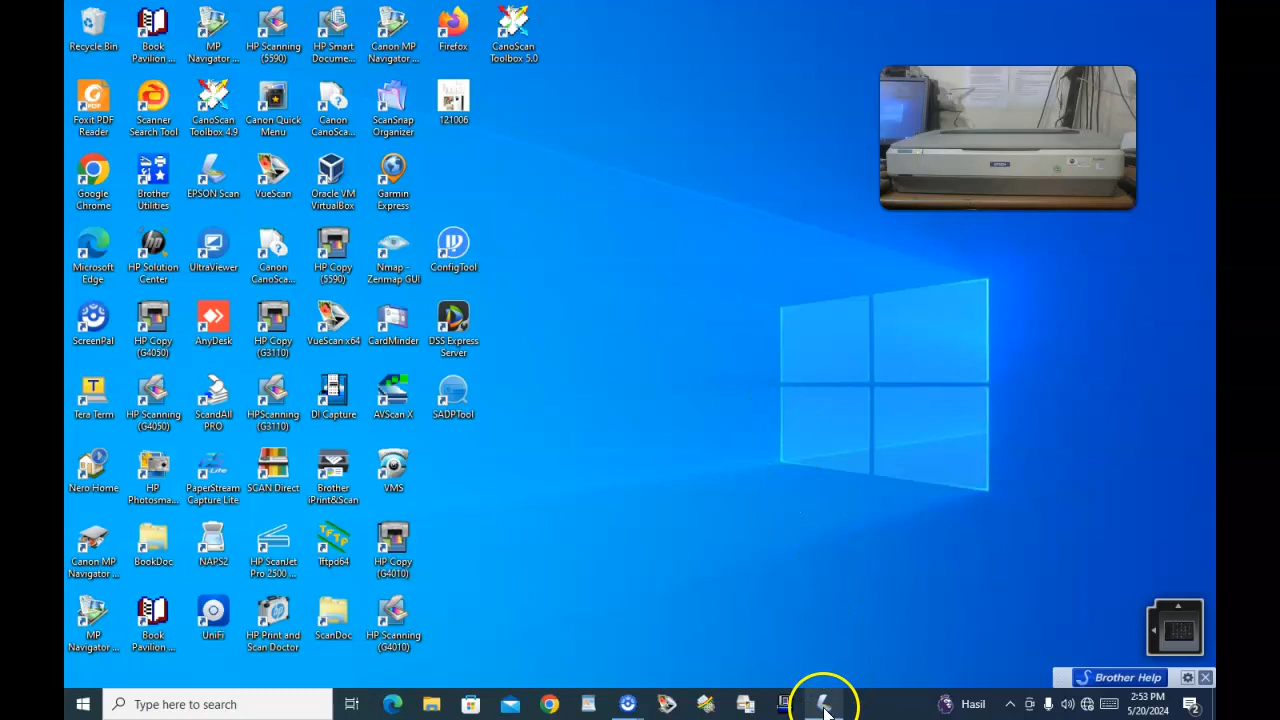 Recycle Bin
Book Pavilion ...
MP Navigator ...
HP Scanning (5590)
HP Smart Docume...
Canon MP Navigator ...
Firefox
CanoScan Toolbox 5.0
Foxit PDF Reader
Scanner Search Tool
CanoScan Toolbox 4.9
Canon Quick Menu
Canon CanoSca...
ScanSnap Organizer
121006
Google Chrome
Brother Utilities
EPSON Scan
VueScan
Oracle VM VirtualBox
Garmin Express
Microsoft Edge
HP Solution Center
UltraViewer
Canon CanoSca...
HP Copy (5590)
Nmap - Zenmap GUI
ConfigTool
ScreenPal
HP Copy (G4050)
AnyDesk
HP Copy (G3110)
VueScan x64
CardMinder
DSS Express Server
Tera Term
HP Scanning (G4050)
ScandAll PRO
HPScanning (G3110)
DI Capture
AVScan X
SADPTool
Nero Home
HP Photosma...
PaperStream Capture Lite
SCAN Direct
Brother iPrint&Scan
VMS
Canon MP Navigator ...
BookDoc
NAPS2
HP ScanJet Pro 2500 ...
Tftpd64
HP Copy (G4010)
MP Navigator ...
Book Pavilion ...
UniFi
HP Print and Scan Doctor
ScanDoc
HP Scanning (G4010)
EPSON
Brother Help
Type here to search
Hasil
2:53 PM
5/20/2024
2